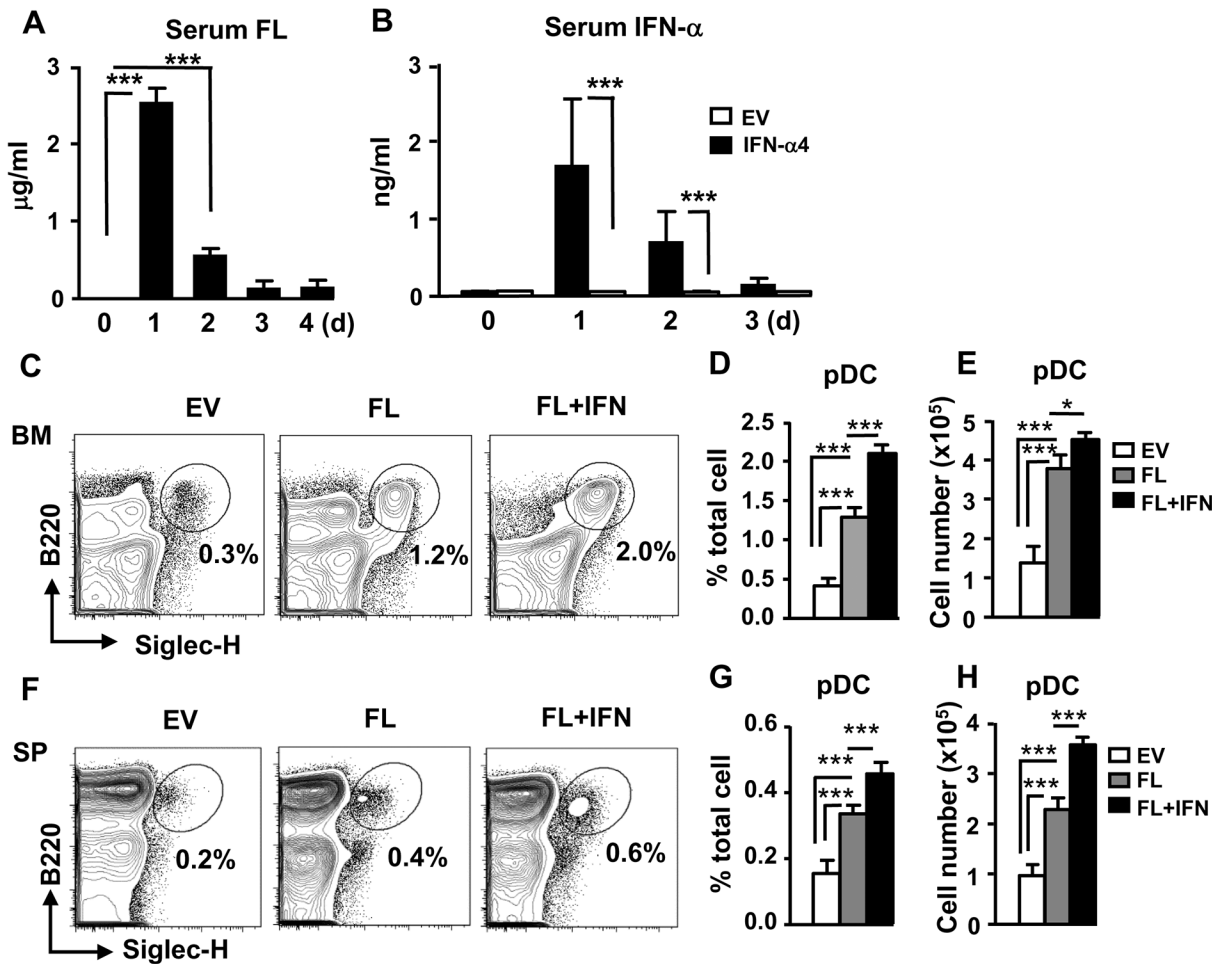 A
Serum FL
***
***
3
2
1
0
μg/ml
0 1 2 3 4 (d)
B
Serum IFN-α
***
***
3
2
1
0
ng/ml
EV
IFN-α4
0 1 2 3 (d)
C
EV FL FL+IFN
BM
0.3% 1.2% 2.0%
B220
Siglec-H
D
pDC
2.5
2.0
1.5
1.0
0.5
0.0
% total cell
***
***
***
E
pDC
5
4
3
2
1
0
Cell number (x10⁵)
*
***
***
EV
FL
FL+IFN
F
EV FL FL+IFN
SP
0.2% 0.4% 0.6%
B220
Siglec-H
G
pDC
0.6
0.4
0.2
0.0
% total cell
***
***
***
H
pDC
4
3
2
1
0
Cell number (x10⁵)
***
***
***
EV
FL
FL+IFN